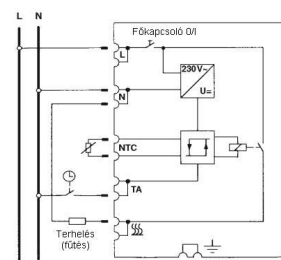 L N
Főkapcsoló 0/I
L
230V~
U=
N
NTC
TA
Terhelés
(fűtés)